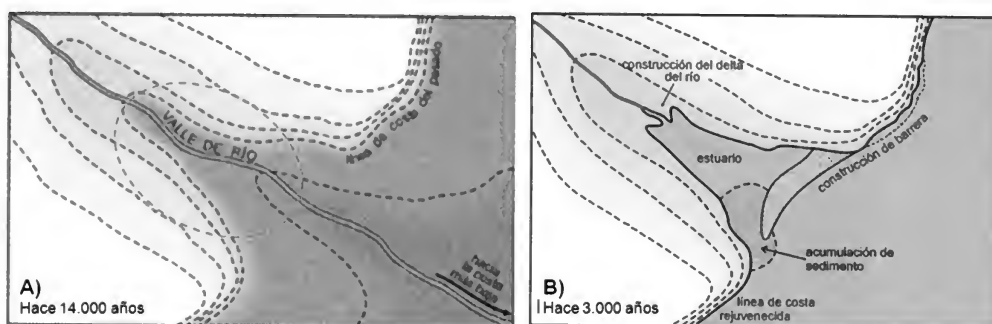 VALLE DE RÍO
línea de costa del pasado
hacia
la costa
más baja
A)
Hace 14.000 años
construcción del delta
del río
estuario
construcción de barrera
acumulación de
sedimento
línea de costa
rejuvenecida
B)
Hace 3.000 años